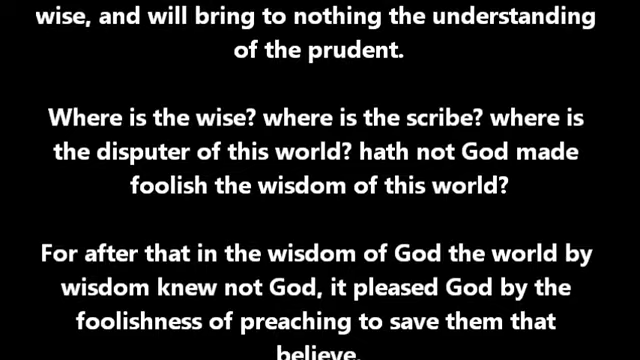 wise, and will bring to nothing the understanding
of the prudent.
Where is the wise? where is the scribe? where is
the disputer of this world? hath not God made
foolish the wisdom of this world?
For after that in the wisdom of God the world by
wisdom knew not God, it pleased God by the
foolishness of preaching to save them that
believe.